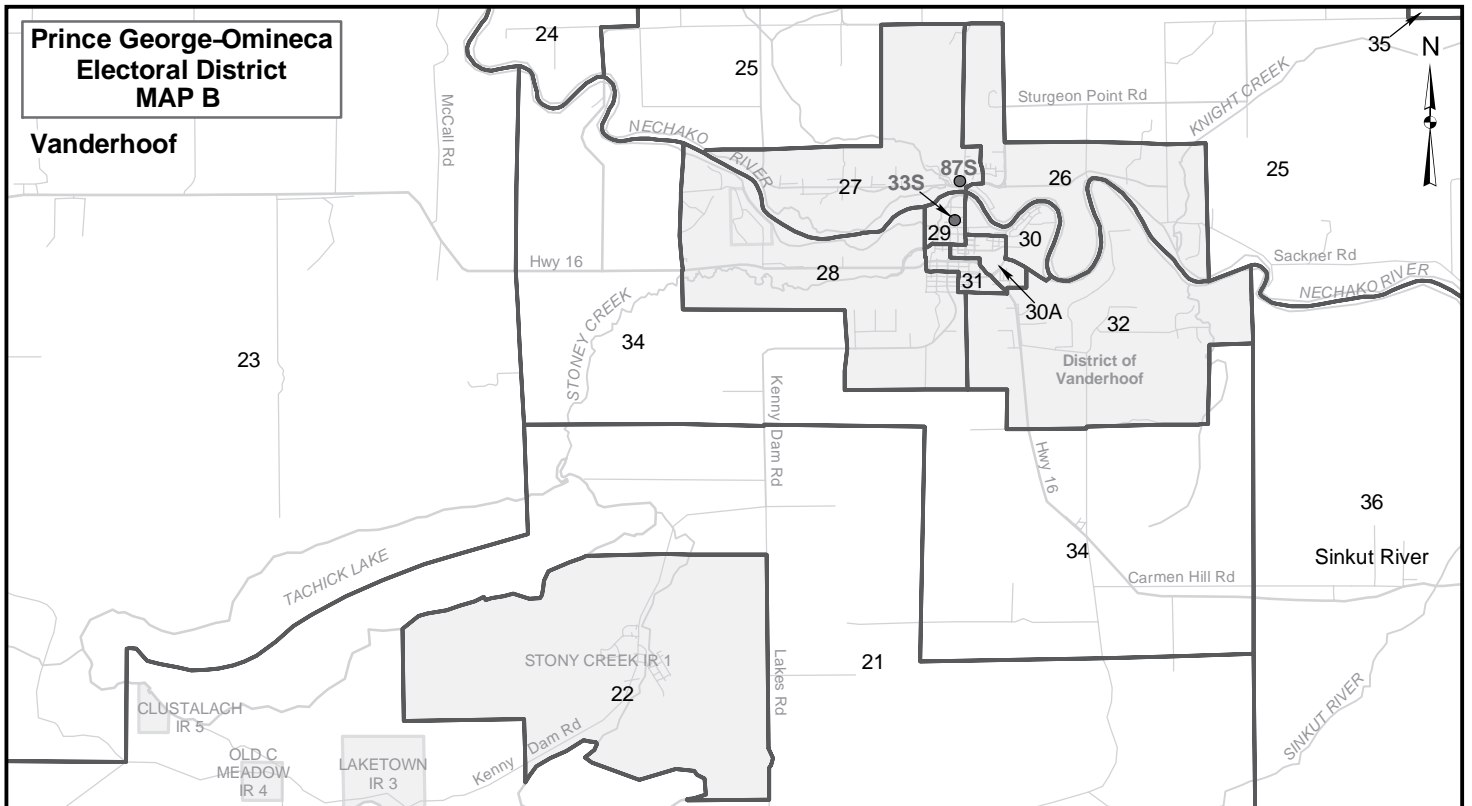 Prince George-Omineca
Electoral District
MAP B
Vanderhoof
24
25
35
N
McCall Rd
Sturgeon Point Rd
KNIGHT CREEK
NECHAKO
RIVER
87S
33S
27
26
25
29
30
Hwy 16
28
31
30A
Sackner Rd
NECHAKO RIVER
32
STONEY CREEK
34
23
District of
Vanderhoof
Kenny Dam Rd
Hwy 16
36
34
Sinkut River
TACHICK LAKE
Carmen Hill Rd
STONY CREEK IR 1
22
21
Lakes Rd
CLUSTALACH
IR 5
SINKUT RIVER
OLD C
MEADOW
IR 4
LAKETOWN
IR 3
Kenny Dam Rd